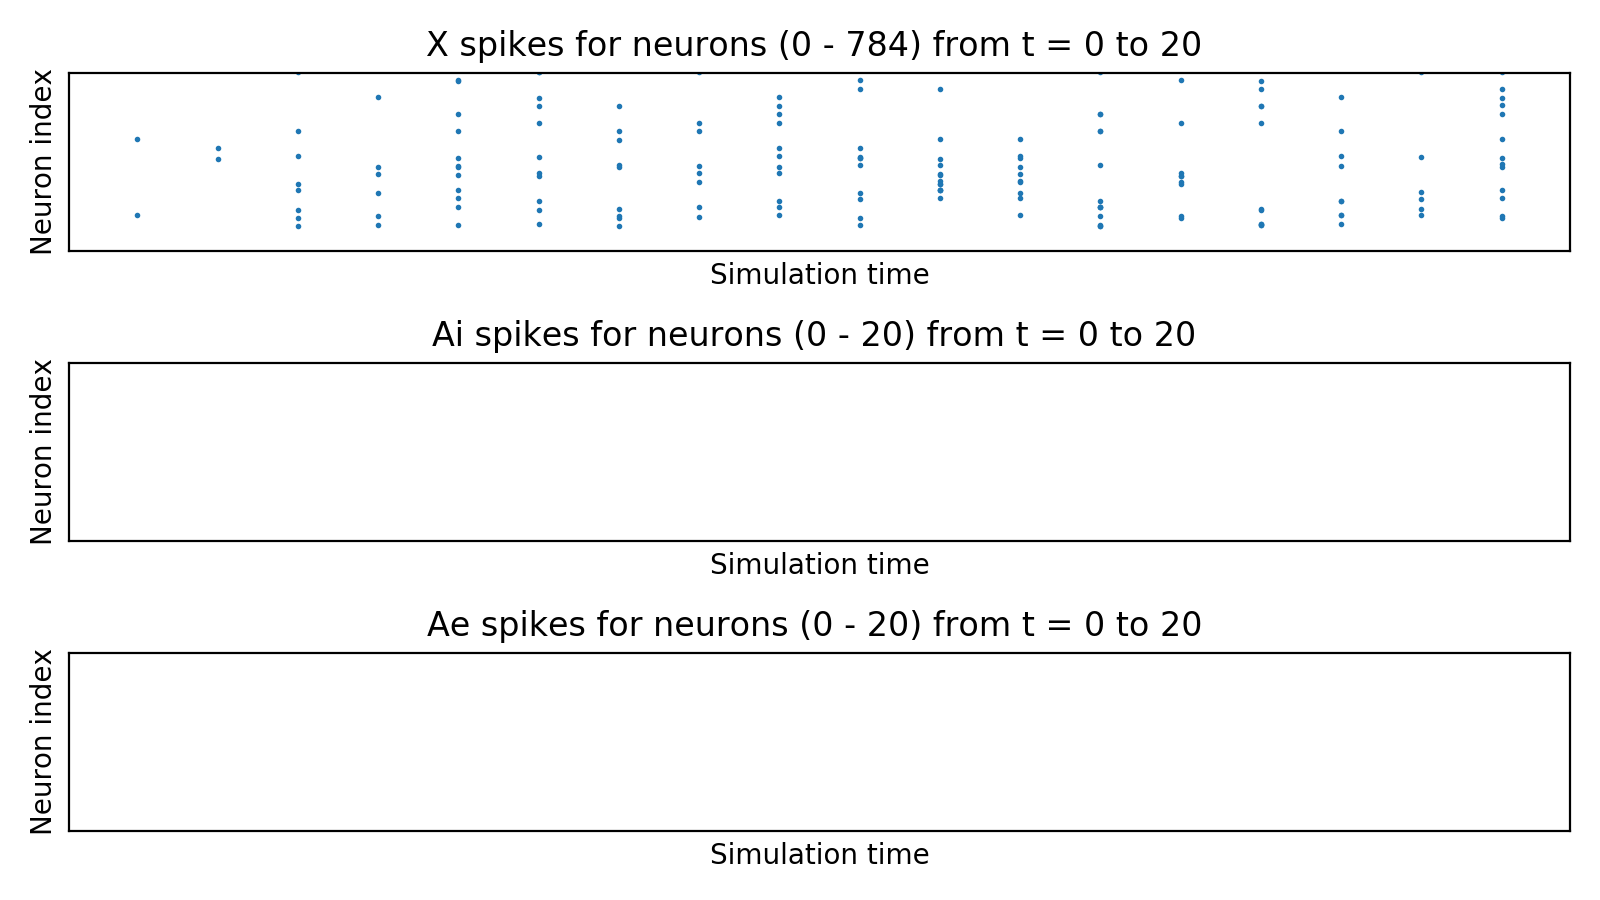 X spikes for neurons (0 - 784) from t = 0 to 20
Neuron index
Simulation time
Ai spikes for neurons (0 - 20) from t = 0 to 20
Neuron index
Simulation time
Ae spikes for neurons (0 - 20) from t = 0 to 20
Neuron index
Simulation time